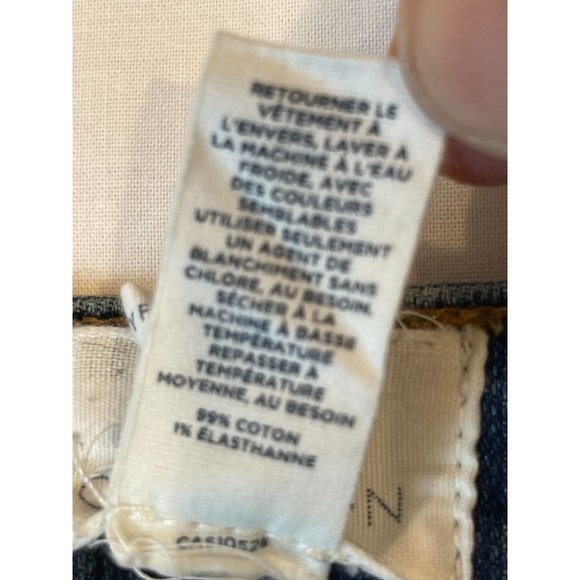 RETOURNER LE
VÊTEMENT À
L'ENVERS, LAVER À
LA MACHINE À L'EAU
FROIDE, AVEC
DES COULEURS
SEMBLABLES
UTILISER SEULEMENT
UN AGENT DE
BLANCHIMENT SANS
CHLORE, AU BESOIN.
SÉCHER À LA
MACHINE À BASSE
TEMPÉRATURE
REPASSER À
TEMPÉRATURE
MOYENNE, AU BESOIN
99% COTON
1% ÉLASTHANNE